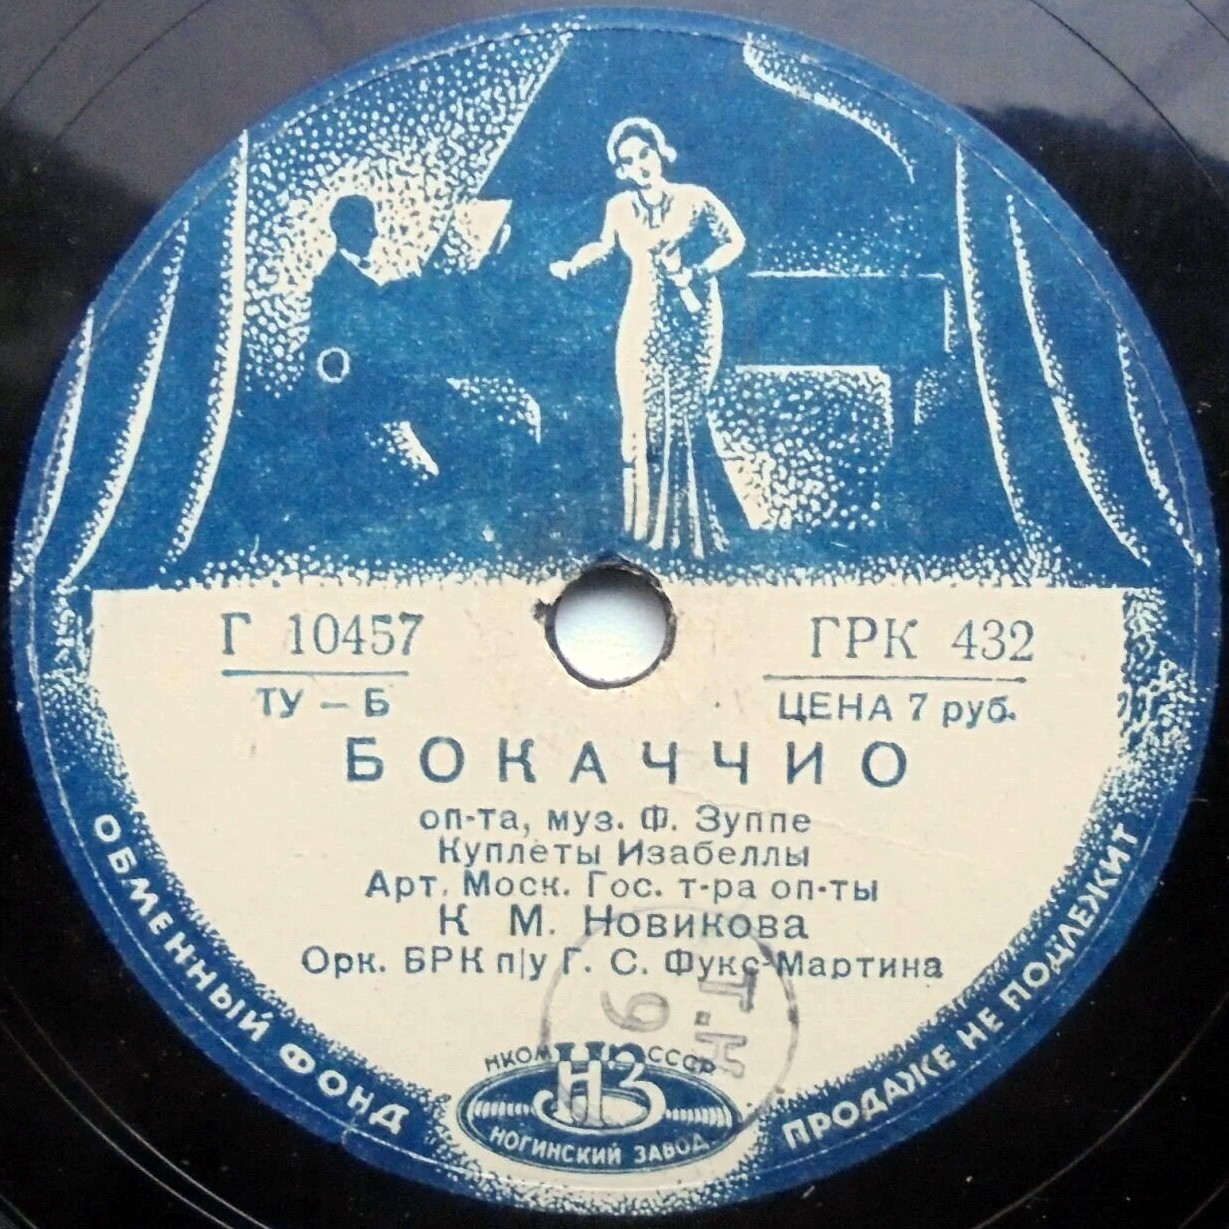 Г 10457
ГРК 432
ТУ – Б
ЦЕНА 7 руб.
БОКАЧЧИО
оп-та, муз. Ф. Зуппе
Куплеты Изабеллы
Арт. Моск. Гос. т-ра оп-ты
К М. Новикова
Орк. БРК п/у Г. С. Фукс-Мартина
ОБМЕННЫЙ ФОНД
ПРОДАЖЕ НЕ ПОДЛЕЖИТ
НКОМ СССР
НЗ
НОГИНСКИЙ ЗАВОД